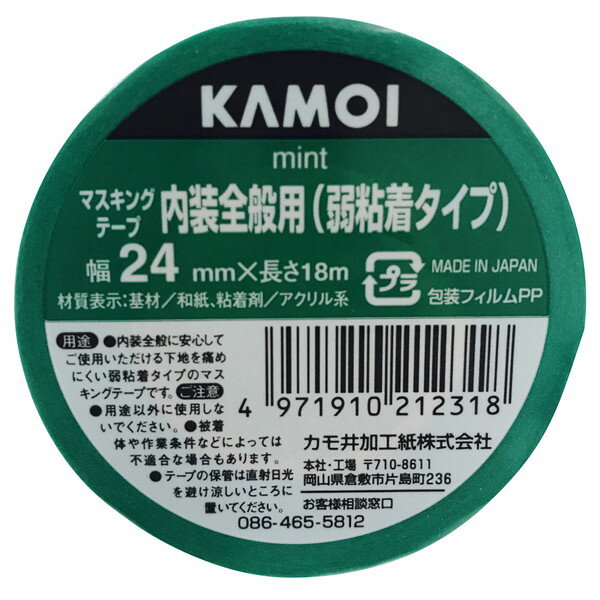 KAMOI
mint
マスキング
テープ
内装全般用(弱粘着タイプ)
幅 24 mm×長さ18m
材質表示:基材/和紙、粘着剤/アクリル系
プラ
MADE IN JAPAN
包装フィルムPP
用途 ●内装全般に安心して
ご使用いただける下地を痛め
にくい弱粘着タイプのマス
キングテープです。ご注意
●用途以外に使用しな
いでください。●被着
体や作業条件などによっては
不適合な場合もあります。
●テープの保管は直射日光
を避け涼しいところに
置いてください。
4 971910 212318
カモ井加工紙株式会社
本社・工場 〒710-8611
岡山県倉敷市片島町236
お客様相談窓口
086-465-5812